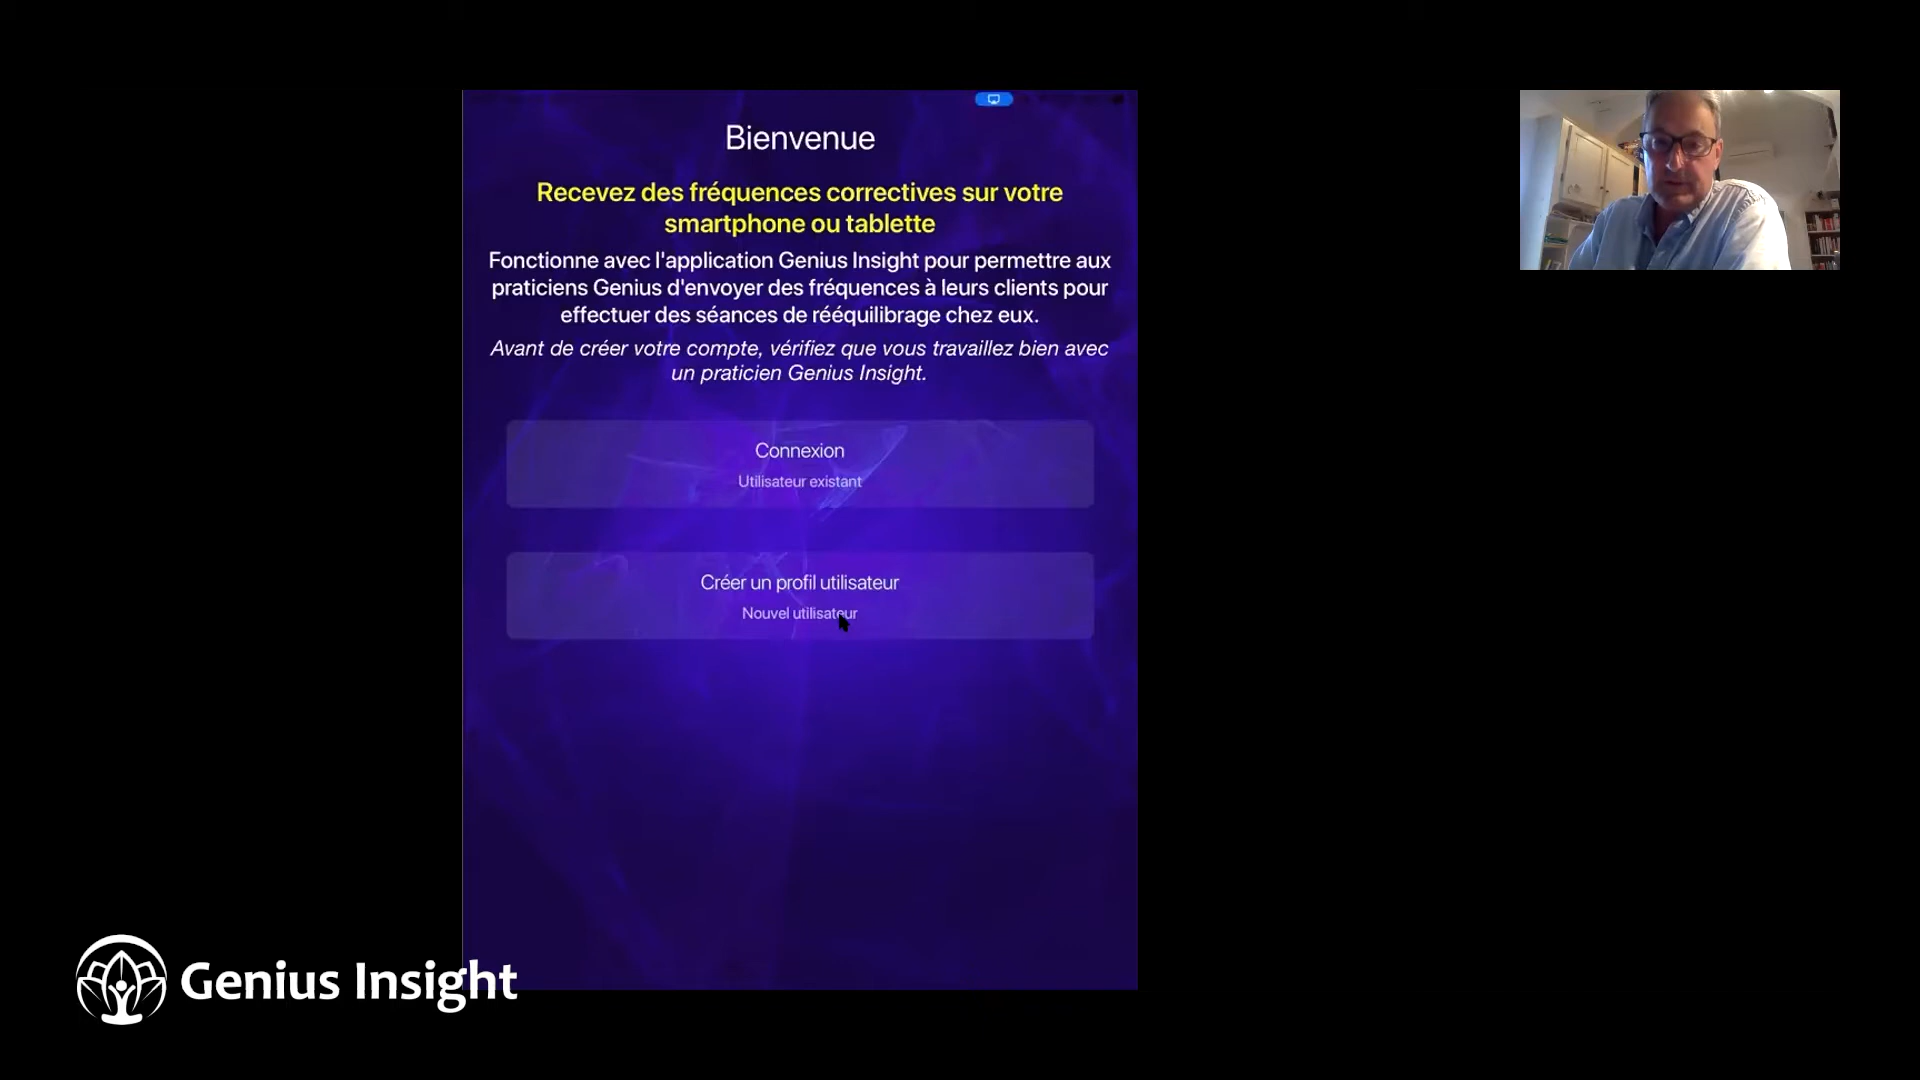 Bienvenue
Recevez des fréquences correctives sur votre
smartphone ou tablette
Fonctionne avec l'application Genius Insight pour permettre aux
praticiens Genius d'envoyer des fréquences à leurs clients pour
effectuer des séances de rééquilibrage chez eux.
Avant de créer votre compte, vérifiez que vous travaillez bien avec
un praticien Genius Insight.
Connexion
Utilisateur existant
Créer un profil utilisateur
Nouvel utilisateur
Genius Insight